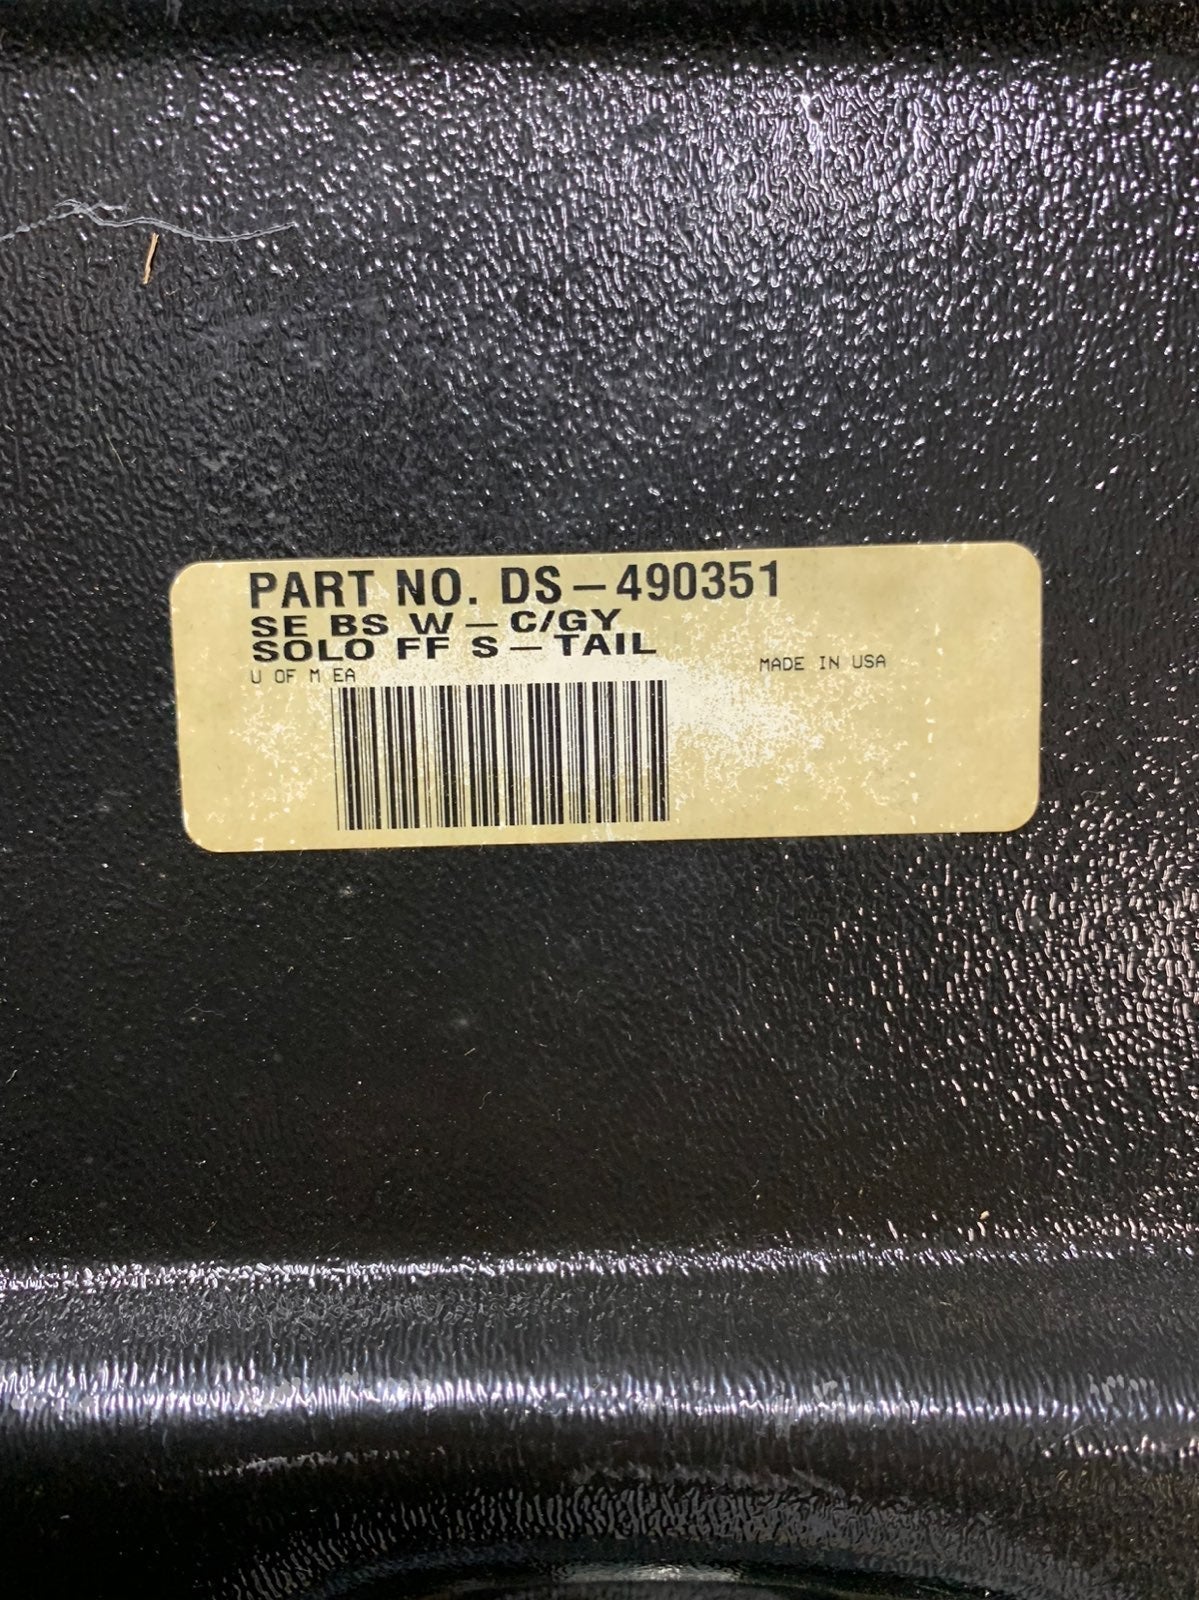 PART NO. DS-490351
SE BS W-C/GY
SOLO FF S-TAIL
U OF M EA
MADE IN USA